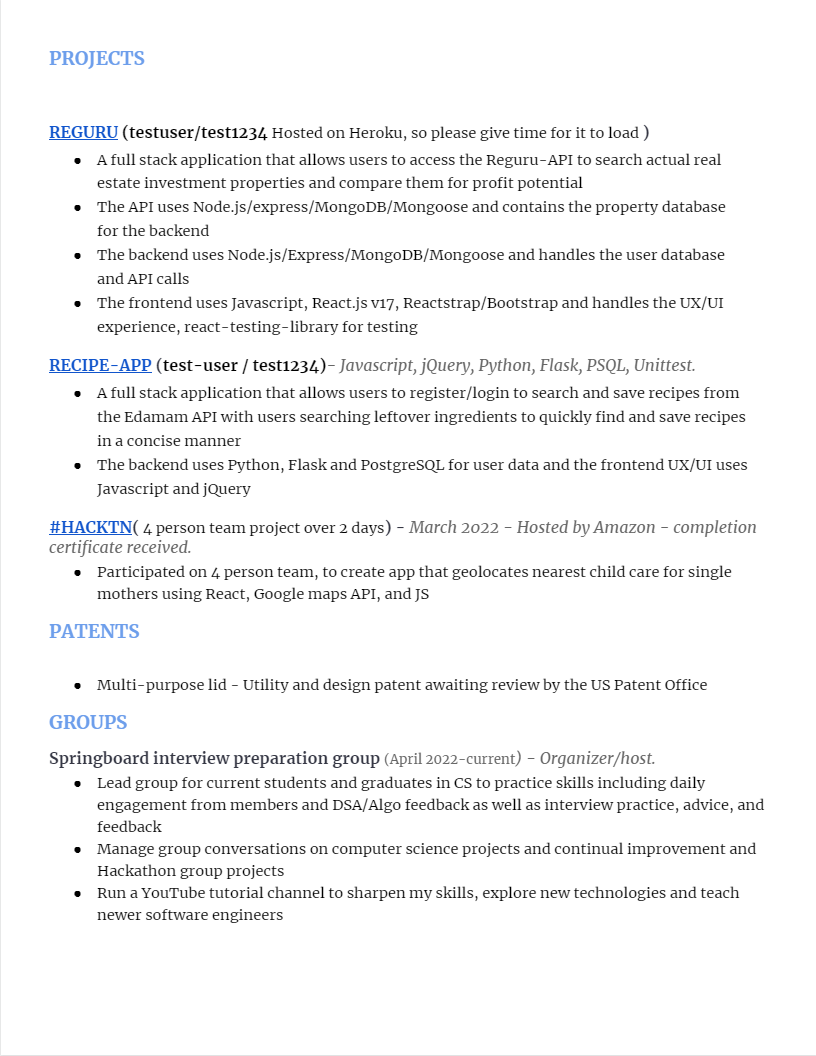 PROJECTS
REGURU (testuser/test1234 Hosted on Heroku, so please give time for it to load )
● A full stack application that allows users to access the Reguru-API to search actual real
estate investment properties and compare them for profit potential
● The API uses Node.js/express/MongoDB/Mongoose and contains the property database
for the backend
● The backend uses Node.js/Express/MongoDB/Mongoose and handles the user database
and API calls
● The frontend uses Javascript, React.js v17, Reactstrap/Bootstrap and handles the UX/UI
experience, react-testing-library for testing
RECIPE-APP (test-user / test1234)- Javascript, jQuery, Python, Flask, PSQL, Unittest.
● A full stack application that allows users to register/login to search and save recipes from
the Edamam API with users searching leftover ingredients to quickly find and save recipes
in a concise manner
● The backend uses Python, Flask and PostgreSQL for user data and the frontend UX/UI uses
Javascript and jQuery
#HACKTN( 4 person team project over 2 days) - March 2022 - Hosted by Amazon - completion
certificate received.
● Participated on 4 person team, to create app that geolocates nearest child care for single
mothers using React, Google maps API, and JS
PATENTS
● Multi-purpose lid - Utility and design patent awaiting review by the US Patent Office
GROUPS
Springboard interview preparation group (April 2022-current) - Organizer/host.
● Lead group for current students and graduates in CS to practice skills including daily
engagement from members and DSA/Algo feedback as well as interview practice, advice, and
feedback
● Manage group conversations on computer science projects and continual improvement and
Hackathon group projects
● Run a YouTube tutorial channel to sharpen my skills, explore new technologies and teach
newer software engineers